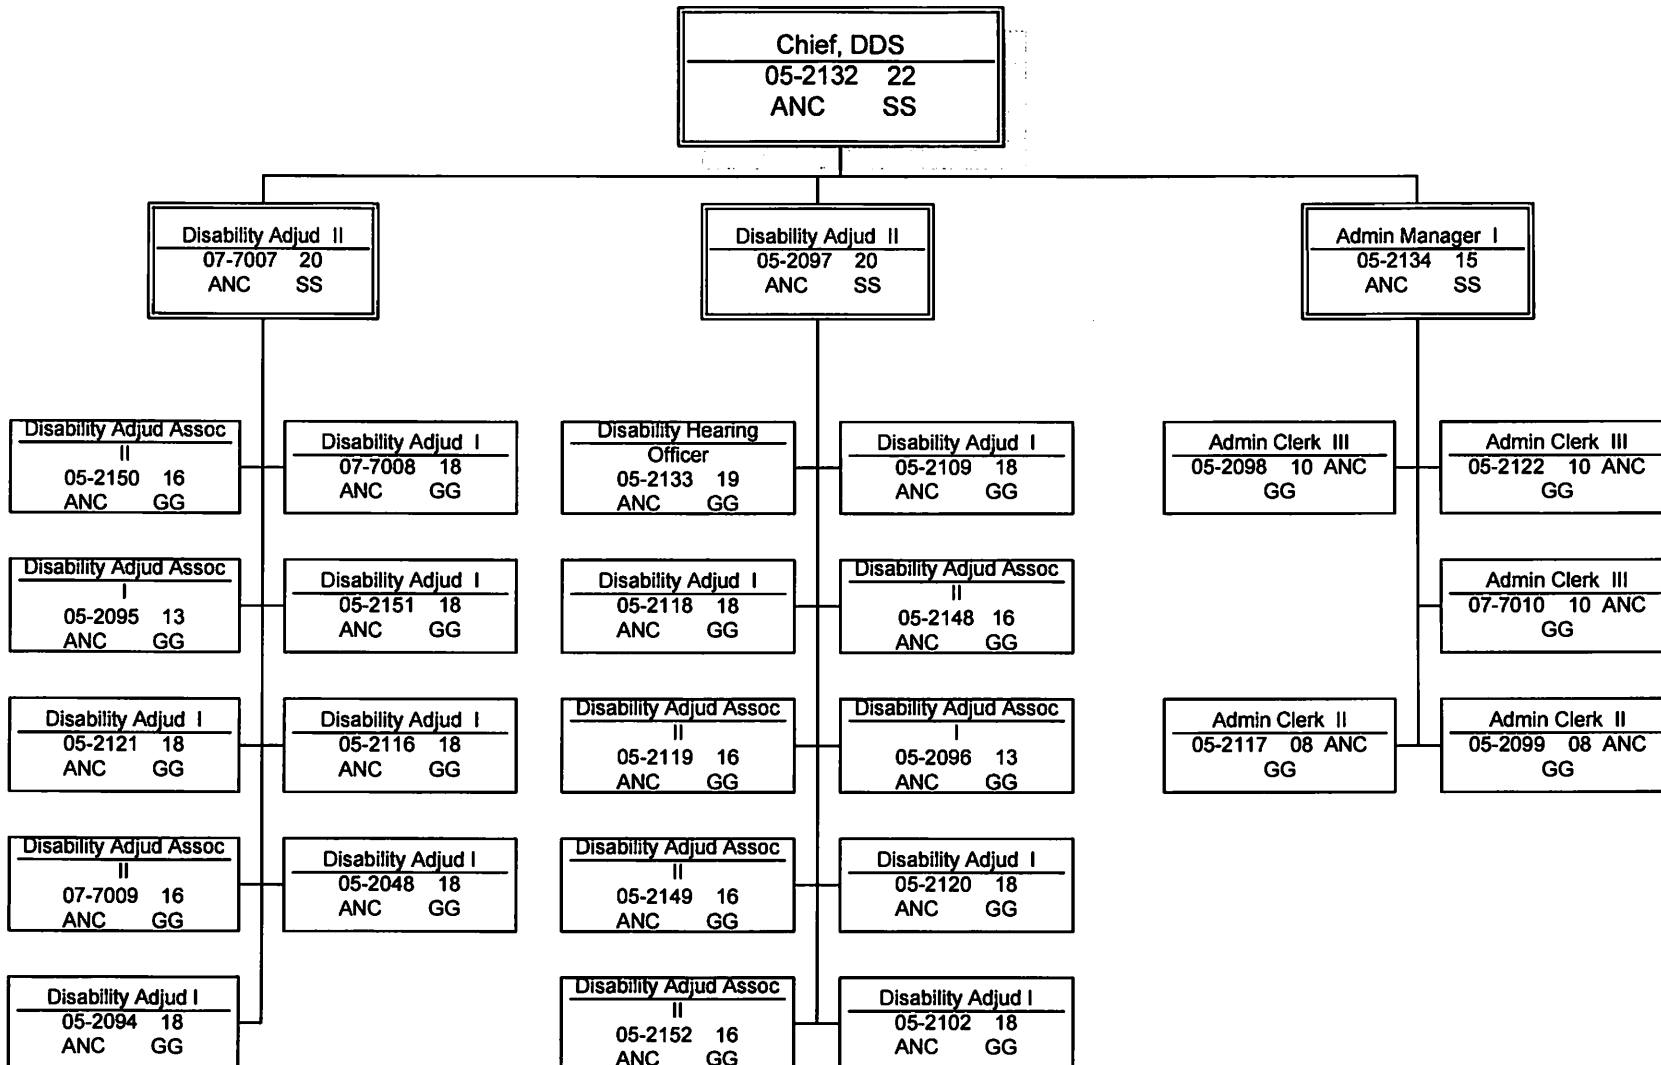 Chief, DDS
05-2132 22
ANC SS
Disability Adjud II
07-7007 20
ANC SS
Disability Adjud II
05-2097 20
ANC SS
Admin Manager I
05-2134 15
ANC SS
Disability Adjud Assoc
II
05-2150 16
ANC GG
Disability Adjud I
07-7008 18
ANC GG
Disability Hearing
Officer
05-2133 19
ANC GG
Disability Adjud I
05-2109 18
ANC GG
Admin Clerk III
05-2098 10 ANC
GG
Admin Clerk III
05-2122 10 ANC
GG
Disability Adjud Assoc
I
05-2095 13
ANC GG
Disability Adjud I
05-2151 18
ANC GG
Disability Adjud I
05-2118 18
ANC GG
Disability Adjud Assoc
II
05-2148 16
ANC GG
Admin Clerk III
07-7010 10 ANC
GG
Disability Adjud I
05-2121 18
ANC GG
Disability Adjud I
05-2116 18
ANC GG
Disability Adjud Assoc
II
05-2119 16
ANC GG
Disability Adjud Assoc
I
05-2096 13
ANC GG
Admin Clerk II
05-2117 08 ANC
GG
Admin Clerk II
05-2099 08 ANC
GG
Disability Adjud Assoc
II
07-7009 16
ANC GG
Disability Adjud I
05-2048 18
ANC GG
Disability Adjud Assoc
II
05-2149 16
ANC GG
Disability Adjud I
05-2120 18
ANC GG
Disability Adjud I
05-2094 18
ANC GG
Disability Adjud Assoc
II
05-2152 16
ANC GG
Disability Adjud I
05-2102 18
ANC GG